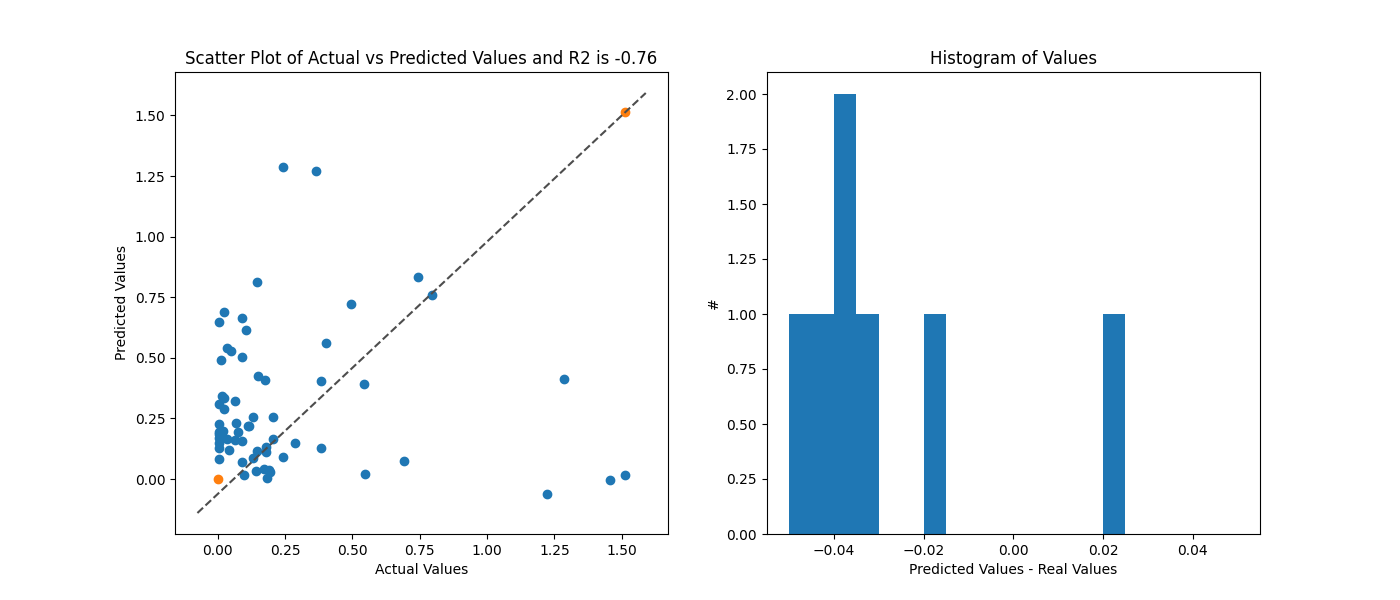 Scatter Plot of Actual vs Predicted Values and R2 is -0.76
Predicted Values
1.50
1.25
1.00
0.75
0.50
0.25
0.00
0.00 0.25 0.50 0.75 1.00 1.25 1.50
Actual Values
Histogram of Values
#
2.00
1.75
1.50
1.25
1.00
0.75
0.50
0.25
0.00
−0.04 −0.02 0.00 0.02 0.04
Predicted Values - Real Values